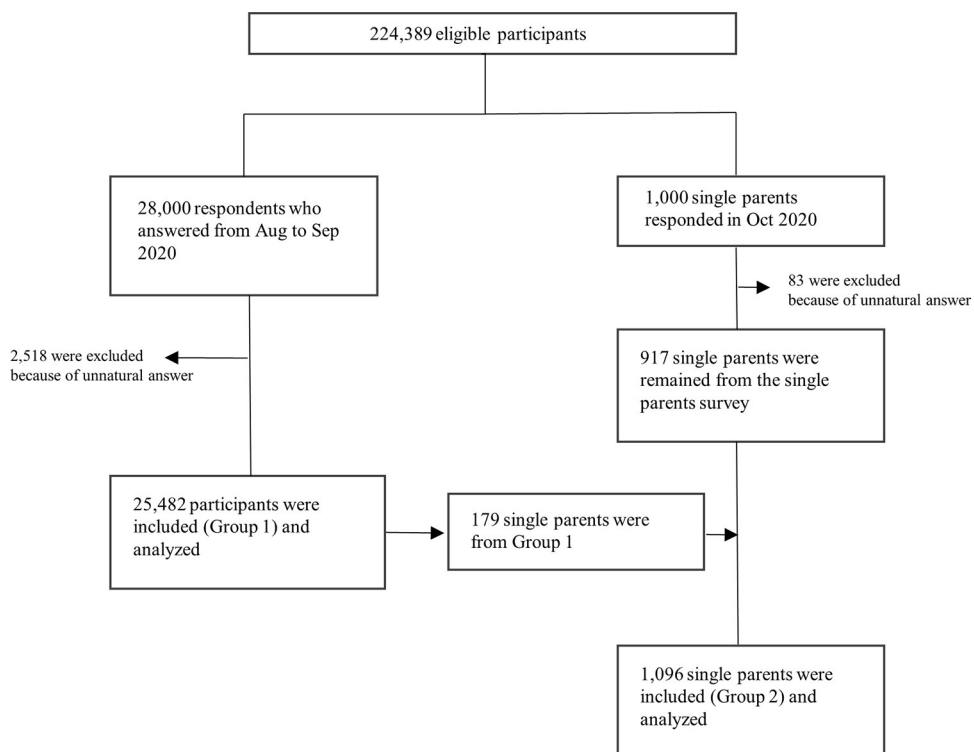 224,389 eligible participants
28,000 respondents who
answered from Aug to Sep
2020
1,000 single parents
responded in Oct 2020
83 were excluded
because of unnatural answer
2,518 were excluded
because of unnatural answer
917 single parents were
remained from the single
parents survey
25,482 participants were
included (Group 1) and
analyzed
179 single parents were
from Group 1
1,096 single parents were
included (Group 2) and
analyzed